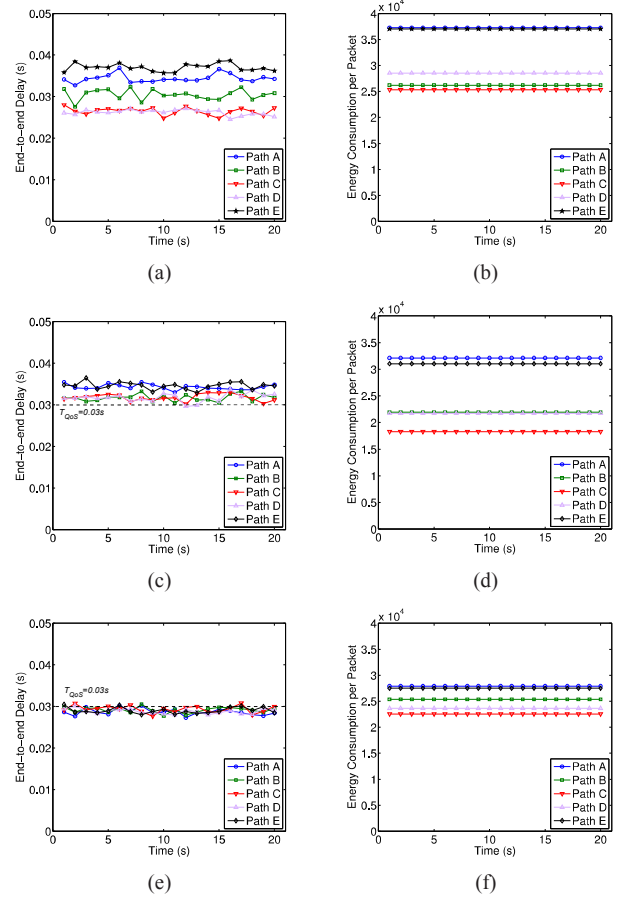 0.05
0.04
0.03
0.02
0.01
0
0 5 10 15 20
End-to-end Delay (s)
Time (s)
Path A
Path B
Path C
Path D
Path E
(a)
x 10^4
4
3.5
3
2.5
2
1.5
1
0.5
0
0 5 10 15 20
Energy Consumption per Packet
Time (s)
Path A
Path B
Path C
Path D
Path E
(b)
0.05
0.04
0.03
0.02
0.01
0
0 5 10 15 20
End-to-end Delay (s)
T_QoS=0.03s
Time (s)
Path A
Path B
Path C
Path D
Path E
(c)
x 10^4
4
3.5
3
2.5
2
1.5
1
0.5
0
0 5 10 15 20
Energy Consumption per Packet
Time (s)
Path A
Path B
Path C
Path D
Path E
(d)
0.05
0.04
0.03
0.02
0.01
0
0 5 10 15 20
End-to-end Delay (s)
T_QoS=0.03s
Time (s)
Path A
Path B
Path C
Path D
Path E
(e)
x 10^4
4
3.5
3
2.5
2
1.5
1
0.5
0
0 5 10 15 20
Energy Consumption per Packet
Time (s)
Path A
Path B
Path C
Path D
Path E
(f)